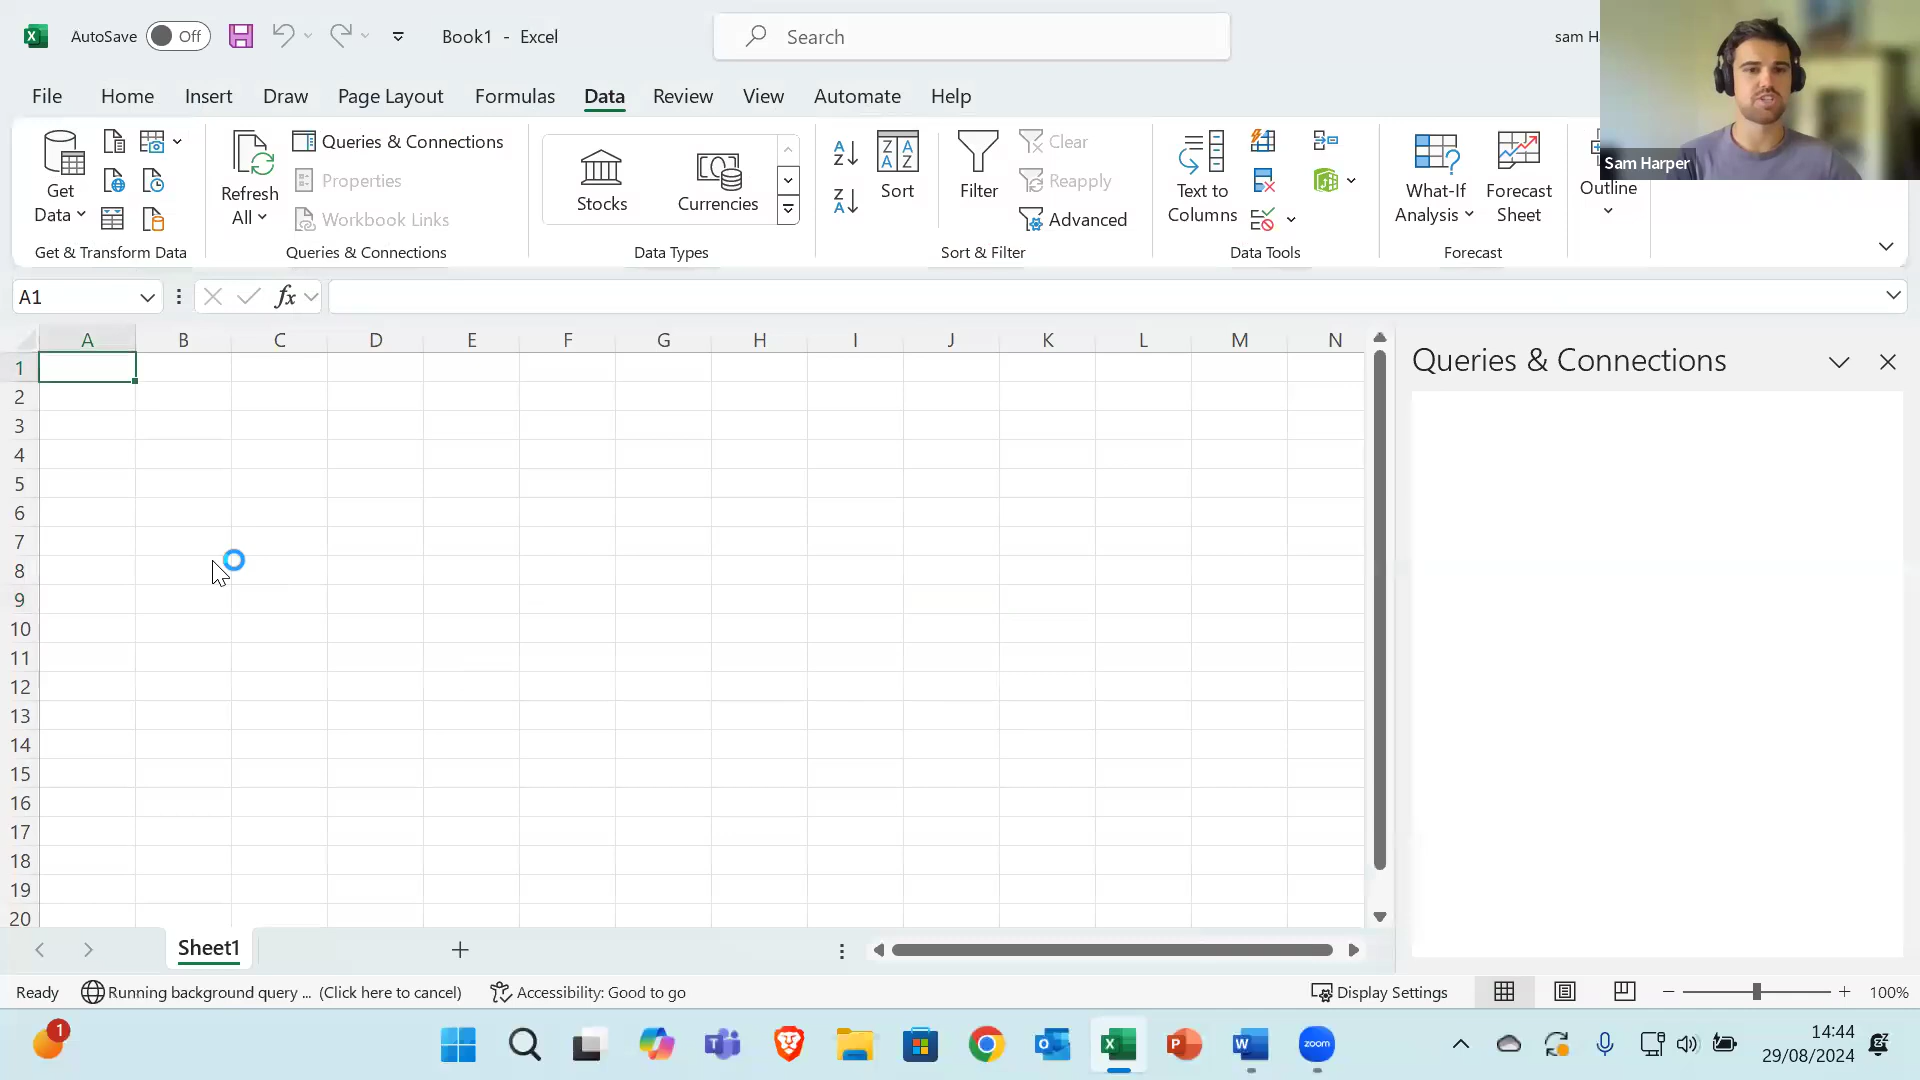 AutoSave Off Book1 - Excel Search sam H
File Home Insert Draw Page Layout Formulas Data Review View Automate Help
Sam Harper
Get Data
Get & Transform Data
Refresh All
Queries & Connections
Properties
Workbook Links
Queries & Connections
Stocks
Currencies
Data Types
Sort
Filter
Clear
Reapply
Advanced
Sort & Filter
Text to Columns
Data Tools
What-If Analysis
Forecast Sheet
Forecast
Outline
A1 fx
A B C D E F G H I J K L M N
1
2
3
4
5
6
7
8
9
10
11
12
13
14
15
16
17
18
19
20
Queries & Connections
Sheet1
Ready Running background query ... (Click here to cancel) Accessibility: Good to go Display Settings 100%
1
zoom
14:44
29/08/2024